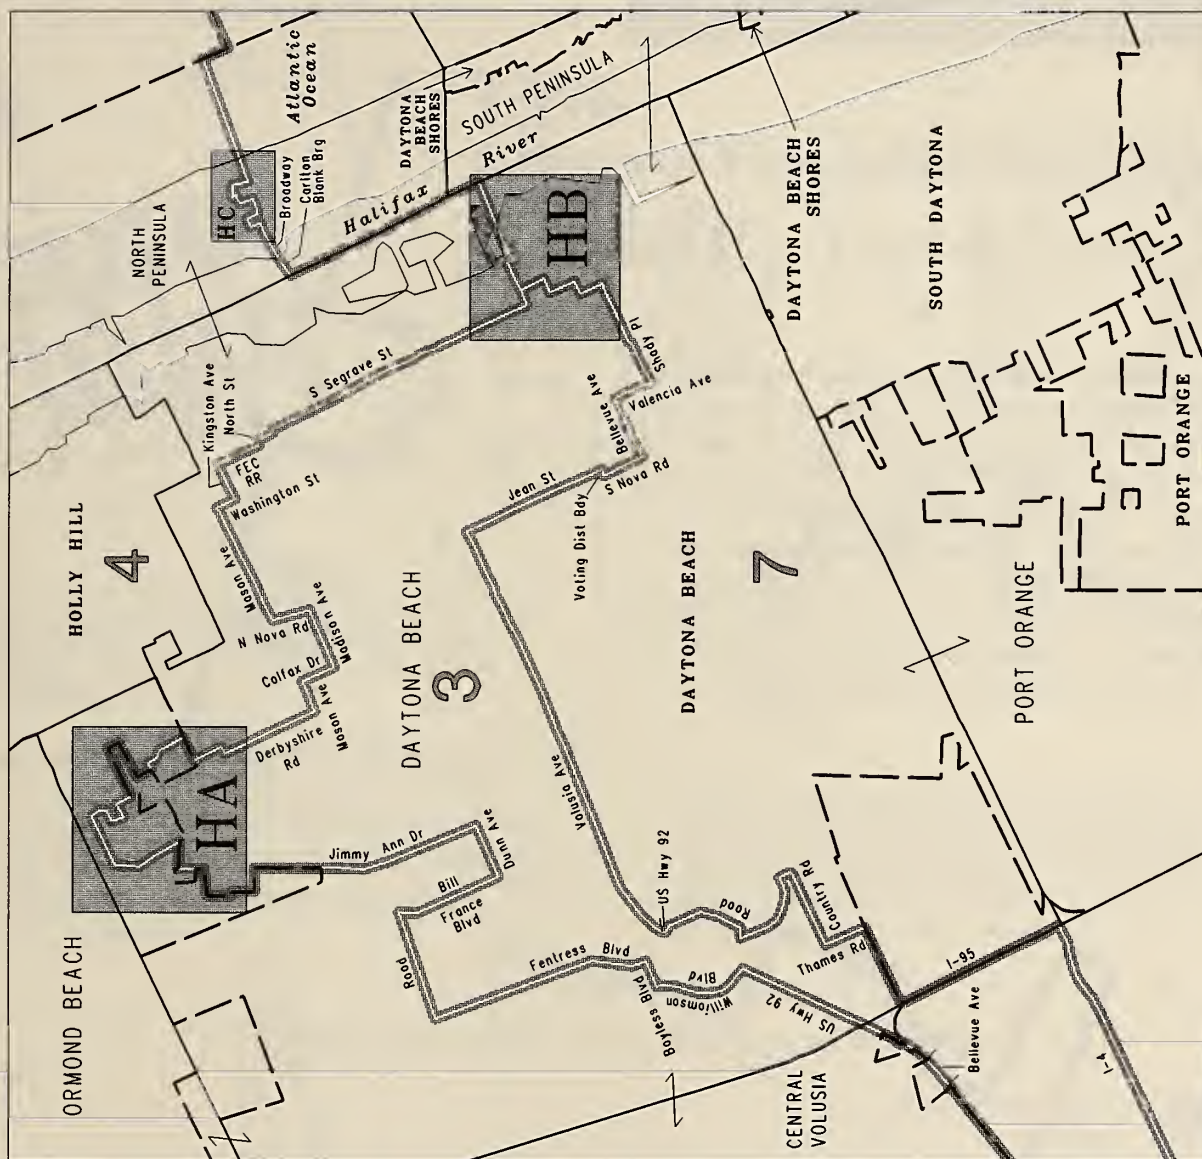 Atlantic
Ocean
HC
Broadway
Carlton
Blank Brg
DAYTONA
BEACH
SHORES
SOUTH PENINSULA
Halifax River
NORTH
PENINSULA
HB
DAYTONA BEACH
SHORES
SOUTH DAYTONA
Kingston Ave
North St
S Segrave St
FEC
RR
Washington St
Shady Pl
Bellevue Ave
Valencia Ave
S Nova Rd
Jean St
Voting Dist Bdy
HOLLY HILL
4
Mason Ave
N Nova Rd
Madison Ave
Colfax Dr
Mason Ave
Derbyshire
Rd
DAYTONA BEACH
3
DAYTONA BEACH
7
PORT ORANGE
PORT ORANGE
HA
Jimmy Ann Dr
Dunn Ave
Bill
France
Blvd
Road
Volusia Ave
US Hwy 92
Road
Country Rd
Thames Rd
Fentress Blvd
Bayless Blvd
Williamson
Blvd
US Hwy 92
I-95
Bellevue Ave
I-4
ORMOND BEACH
CENTRAL
VOLUSIA